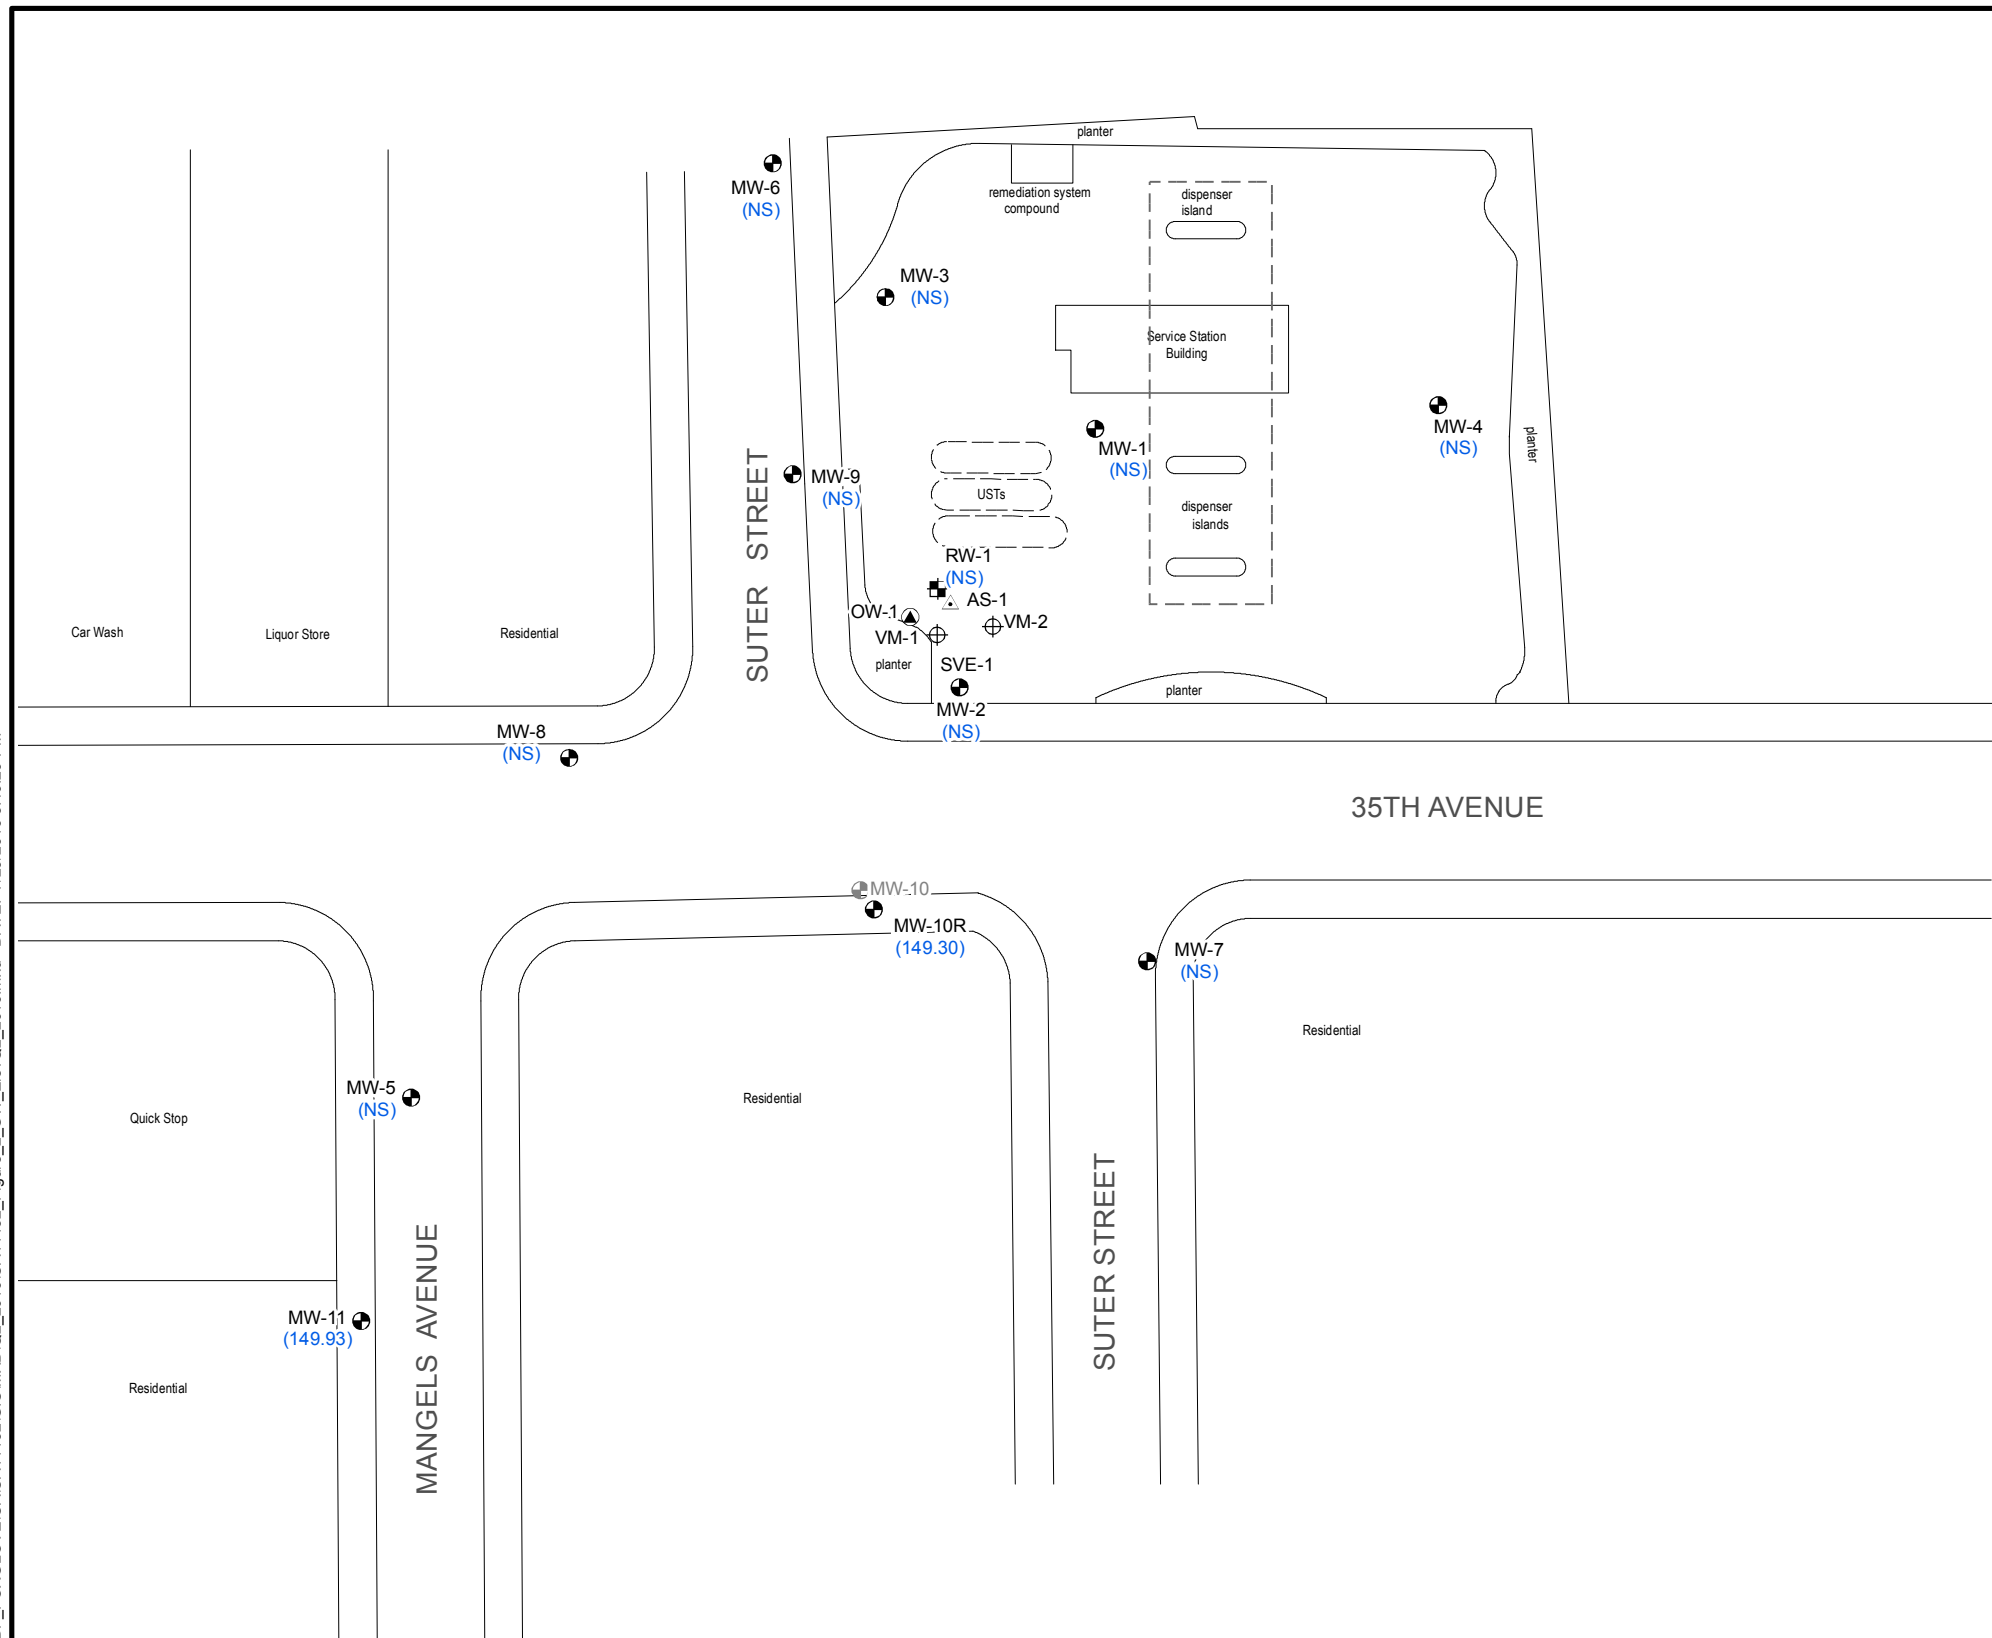 planter
MW-6
(NS)
remediation system
compound
dispenser
island
MW-3
(NS)
Service Station
Building
MW-4
(NS)
planter
MW-1
(NS)
MW-9
(NS)
SUTER STREET
USTs
dispenser
islands
RW-1
(NS)
AS-1
OW-1
VM-2
VM-1
Car Wash
Liquor Store
Residential
planter
SVE-1
planter
MW-2
(NS)
MW-8
(NS)
35TH AVENUE
MW-10
MW-10R
(149.30)
MW-7
(NS)
Residential
MW-5
(NS)
Quick Stop
Residential
SUTER STREET
MANGELS AVENUE
MW-11
(149.93)
Residential